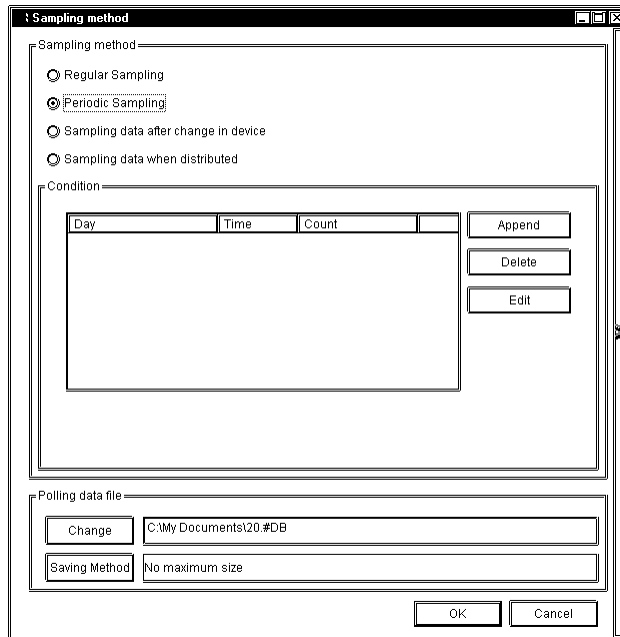 Sampling method
Sampling method
Regular Sampling
Periodic Sampling
Sampling data after change in device
Sampling data when distributed
Condition
Day Time Count
Append
Delete
Edit
Polling data file
Change C:\My Documents\20.#DB
Saving Method No maximum size
OK Cancel